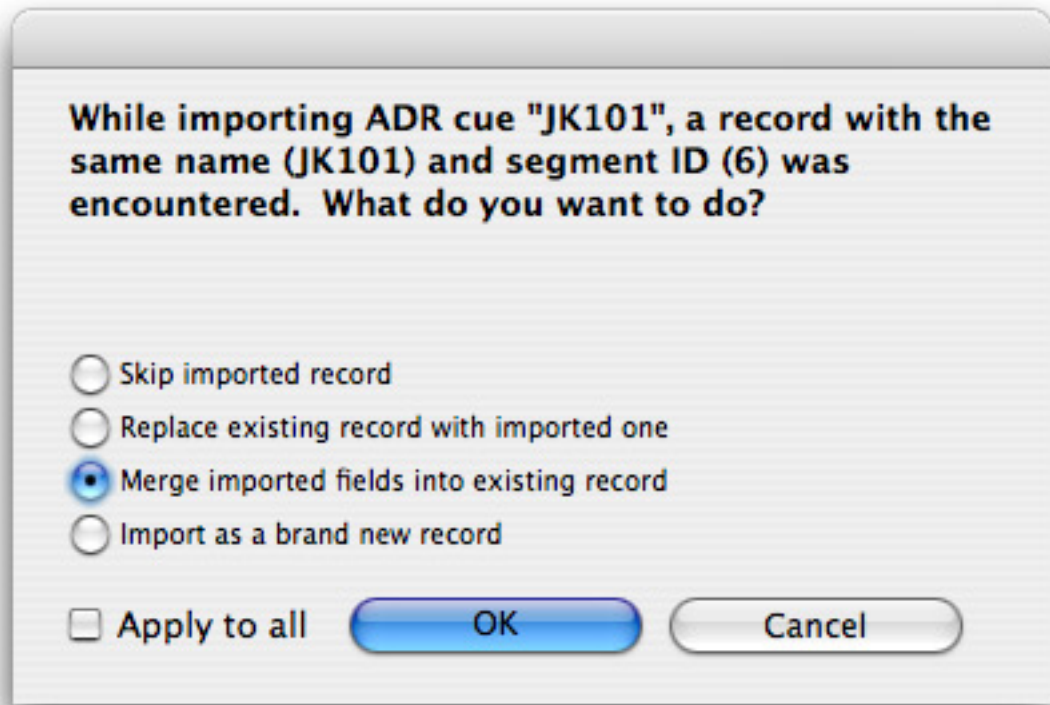 While importing ADR cue "JK101", a record with the
same name (JK101) and segment ID (6) was
encountered.  What do you want to do?
Skip imported record
Replace existing record with imported one
Merge imported fields into existing record
Import as a brand new record
Apply to all
OK
Cancel